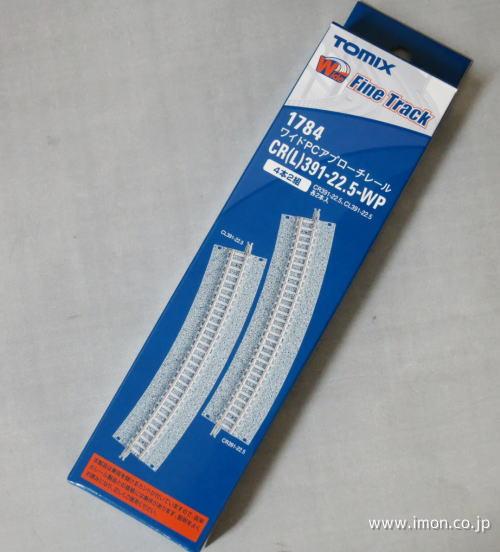 TOMIX
Wide Fine Track
1784
ワイドPCアプローチレール
CR(L)391-22.5-WP
4本2組
CR391-22.5, CL391-22.5
各2本入
CL391-22.5
CR391-22.5
www.imon.co.jp